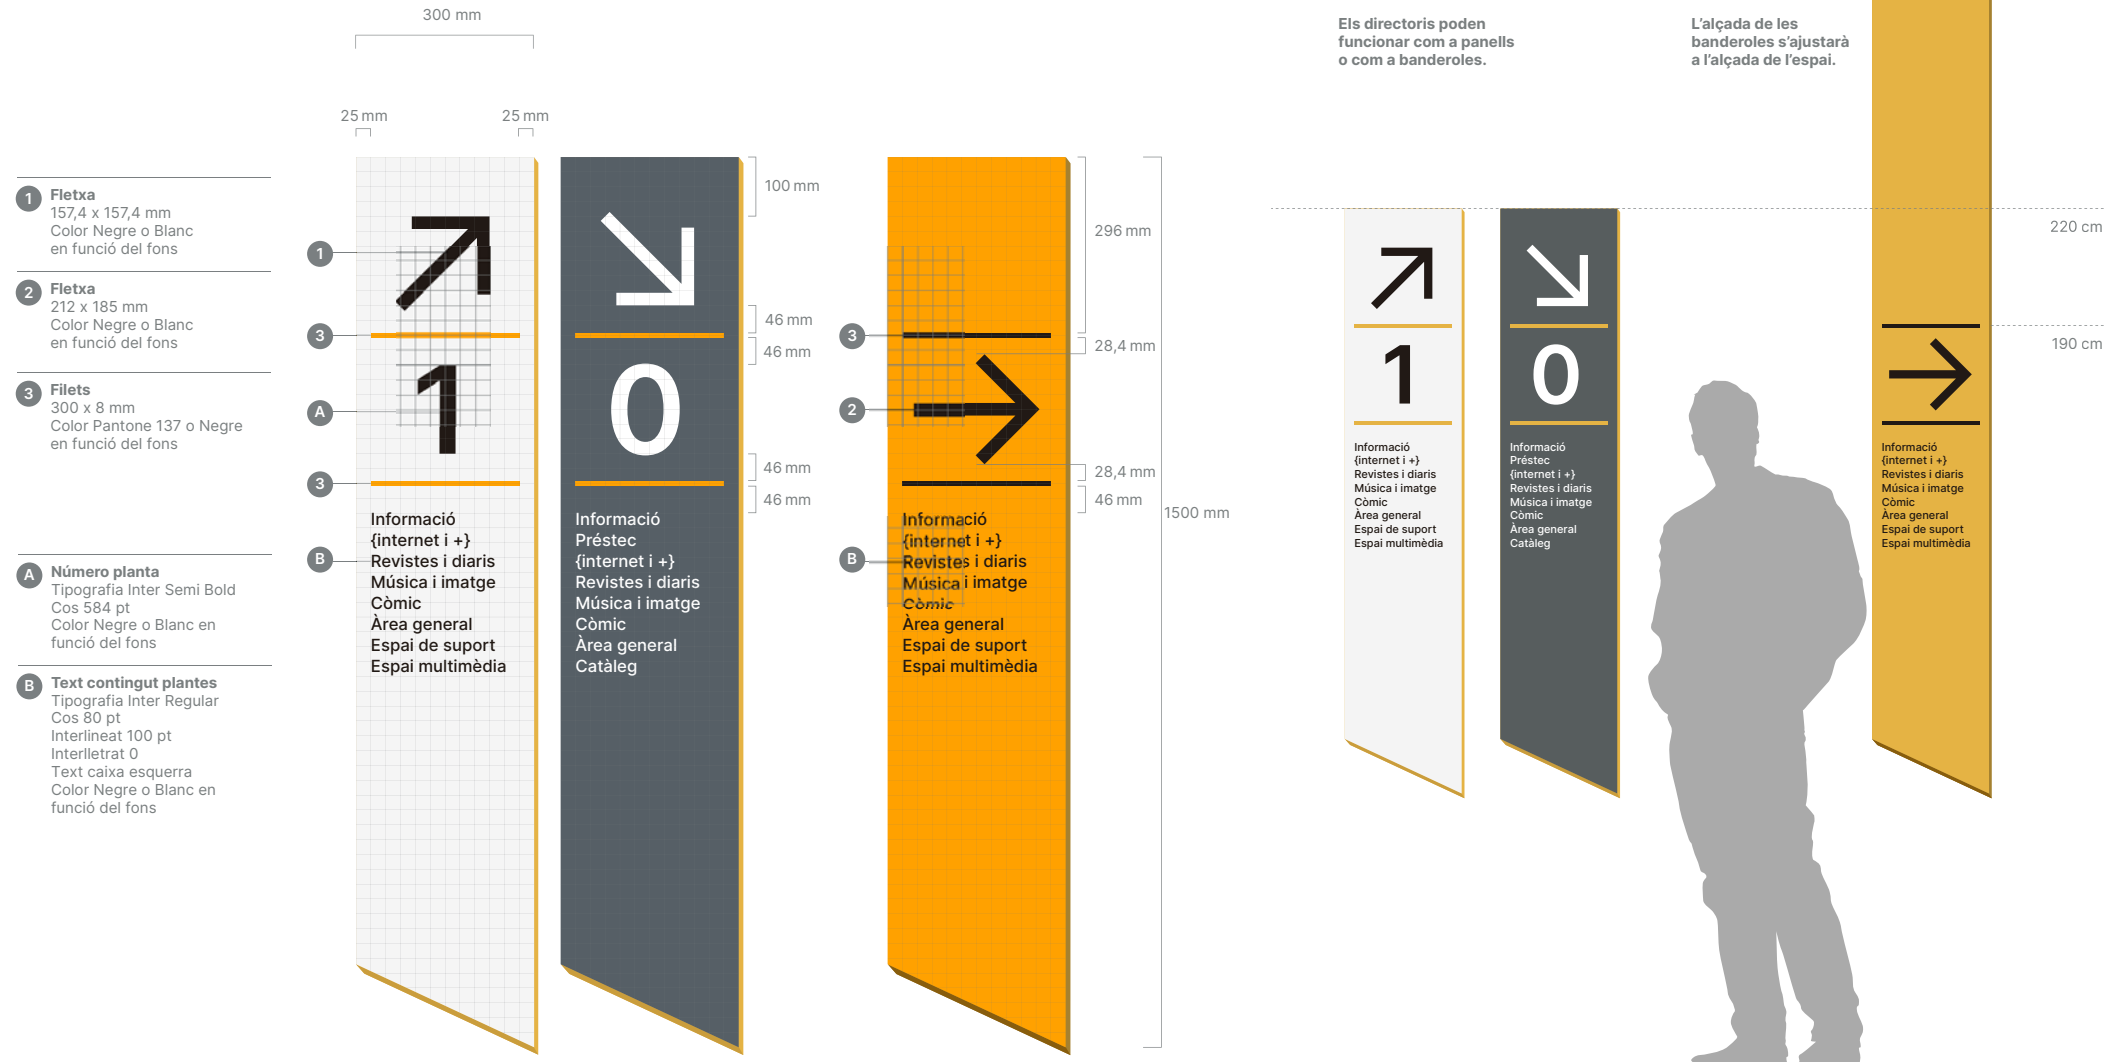 300 mm
25 mm
25 mm
1
Fletxa
157,4 x 157,4 mm
Color Negre o Blanc
en funció del fons
2
Fletxa
212 x 185 mm
Color Negre o Blanc
en funció del fons
3
Filets
300 x 8 mm
Color Pantone 137 o Negre
en funció del fons
A
Número planta
Tipografia Inter Semi Bold
Cos 584 pt
Color Negre o Blanc en
funció del fons
B
Text contingut plantes
Tipografia Inter Regular
Cos 80 pt
Interlineat 100 pt
Interlletrat 0
Text caixa esquerra
Color Negre o Blanc en
funció del fons
1
3
A
3
B
1
Informació
{internet i +}
Revistes i diaris
Música i imatge
Còmic
Àrea general
Espai de suport
Espai multimèdia
0
Informació
Préstec
{internet i +}
Revistes i diaris
Música i imatge
Còmic
Àrea general
Catàleg
100 mm
46 mm
46 mm
46 mm
46 mm
3
2
B
Informació
{internet i +}
Revistes i diaris
Música i imatge
Còmic
Àrea general
Espai de suport
Espai multimèdia
296 mm
28,4 mm
28,4 mm
46 mm
1500 mm
Els directoris poden
funcionar com a panells
o com a banderoles.
L’alçada de les
banderoles s’ajustarà
a l’alçada de l’espai.
220 cm
190 cm
1
Informació
{internet i +}
Revistes i diaris
Música i imatge
Còmic
Àrea general
Espai de suport
Espai multimèdia
0
Informació
Préstec
{internet i +}
Revistes i diaris
Música i imatge
Còmic
Àrea general
Catàleg
Informació
{internet i +}
Revistes i diaris
Música i imatge
Còmic
Àrea general
Espai de suport
Espai multimèdia